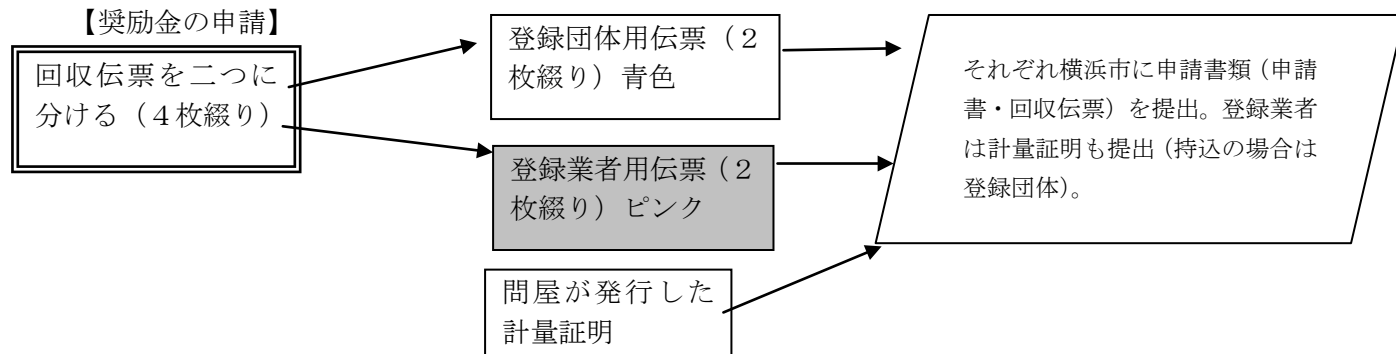 【奨励金の申請】
回収伝票を二つに
分ける（４枚綴り）
登録団体用伝票（２
枚綴り）青色
登録業者用伝票（２
枚綴り）ピンク
問屋が発行した
計量証明
それぞれ横浜市に申請書類（申請
書・回収伝票）を提出。登録業者
は計量証明も提出（持込の場合は
登録団体）。